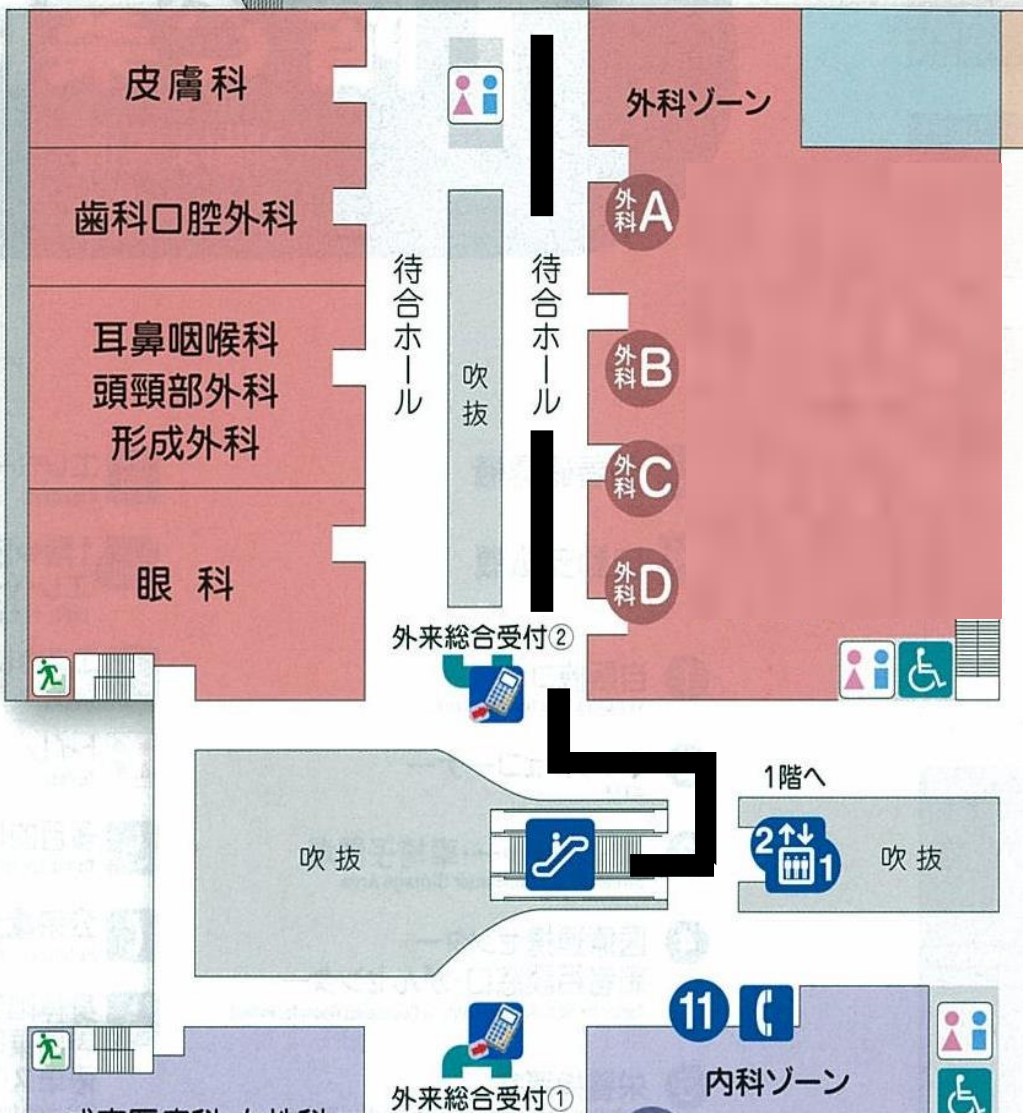 皮膚科
外科ゾーン
歯科口腔外科
外科A
待合ホール
待合ホール
耳鼻咽喉科
頭頸部外科
形成外科
外科B
吹抜
外科C
眼科
外科D
外来総合受付②
1階へ
吹抜
2
1
吹抜
11
内科ゾーン
外来総合受付①